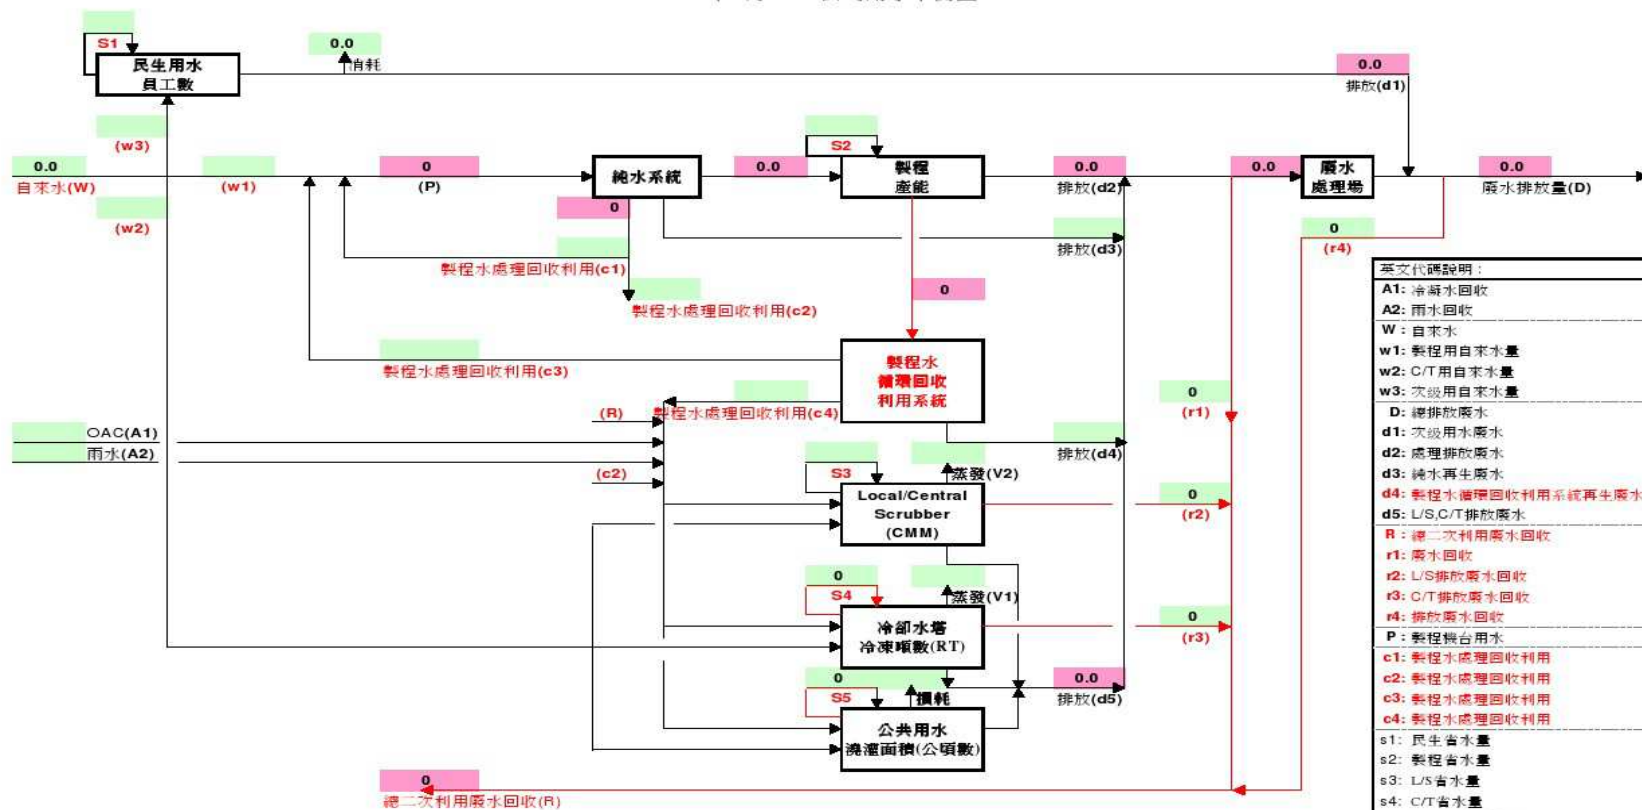 S1
0.0
0.0
民生用水
員工數
消耗
排放(d1)
(w3)
S2
0.0
0
0.0
製程
產能
0.0
0.0
廢水
處理場
0.0
自來水(W)
(w1)
(P)
純水系統
排放(d2)
廢水排放量(D)
(w2)
0
0
製程水處理回收利用(c1)
排放(d3)
(r4)
製程水處理回收利用(c2)
0
製程水
循環回收
利用系統
製程水處理回收利用(c3)
0
(R)
製程水處理回收利用(c4)
(r1)
OAC(A1)
雨水(A2)
(c2)
排放(d4)
S3
蒸發(V2)
Local/Central
Scrubber
(CMM)
0
(r2)
0
S4
蒸發(V1)
冷卻水塔
冷凍噸數(RT)
0
(r3)
0
S5
損耗
0.0
排放(d5)
公共用水
澆灌面積(公頃數)
0
總二次利用廢水回收(R)
英文代碼說明：
A1: 冷凝水回收
A2: 雨水回收
W : 自來水
w1: 製程用自來水量
w2: C/T用自來水量
w3: 次級用自來水量
D: 總排放廢水
d1: 次級用水廢水
d2: 處理排放廢水
d3: 純水再生廢水
d4: 製程水循環回收利用系統再生廢水
d5: L/S,C/T排放廢水
R : 總二次利用廢水回收
r1: 廢水回收
r2: L/S排放廢水回收
r3: C/T排放廢水回收
r4: 排放廢水回收
P : 製程機台用水
c1: 製程水處理回收利用
c2: 製程水處理回收利用
c3: 製程水處理回收利用
c4: 製程水處理回收利用
s1: 民生省水量
s2: 製程省水量
s3: L/S省水量
s4: C/T省水量